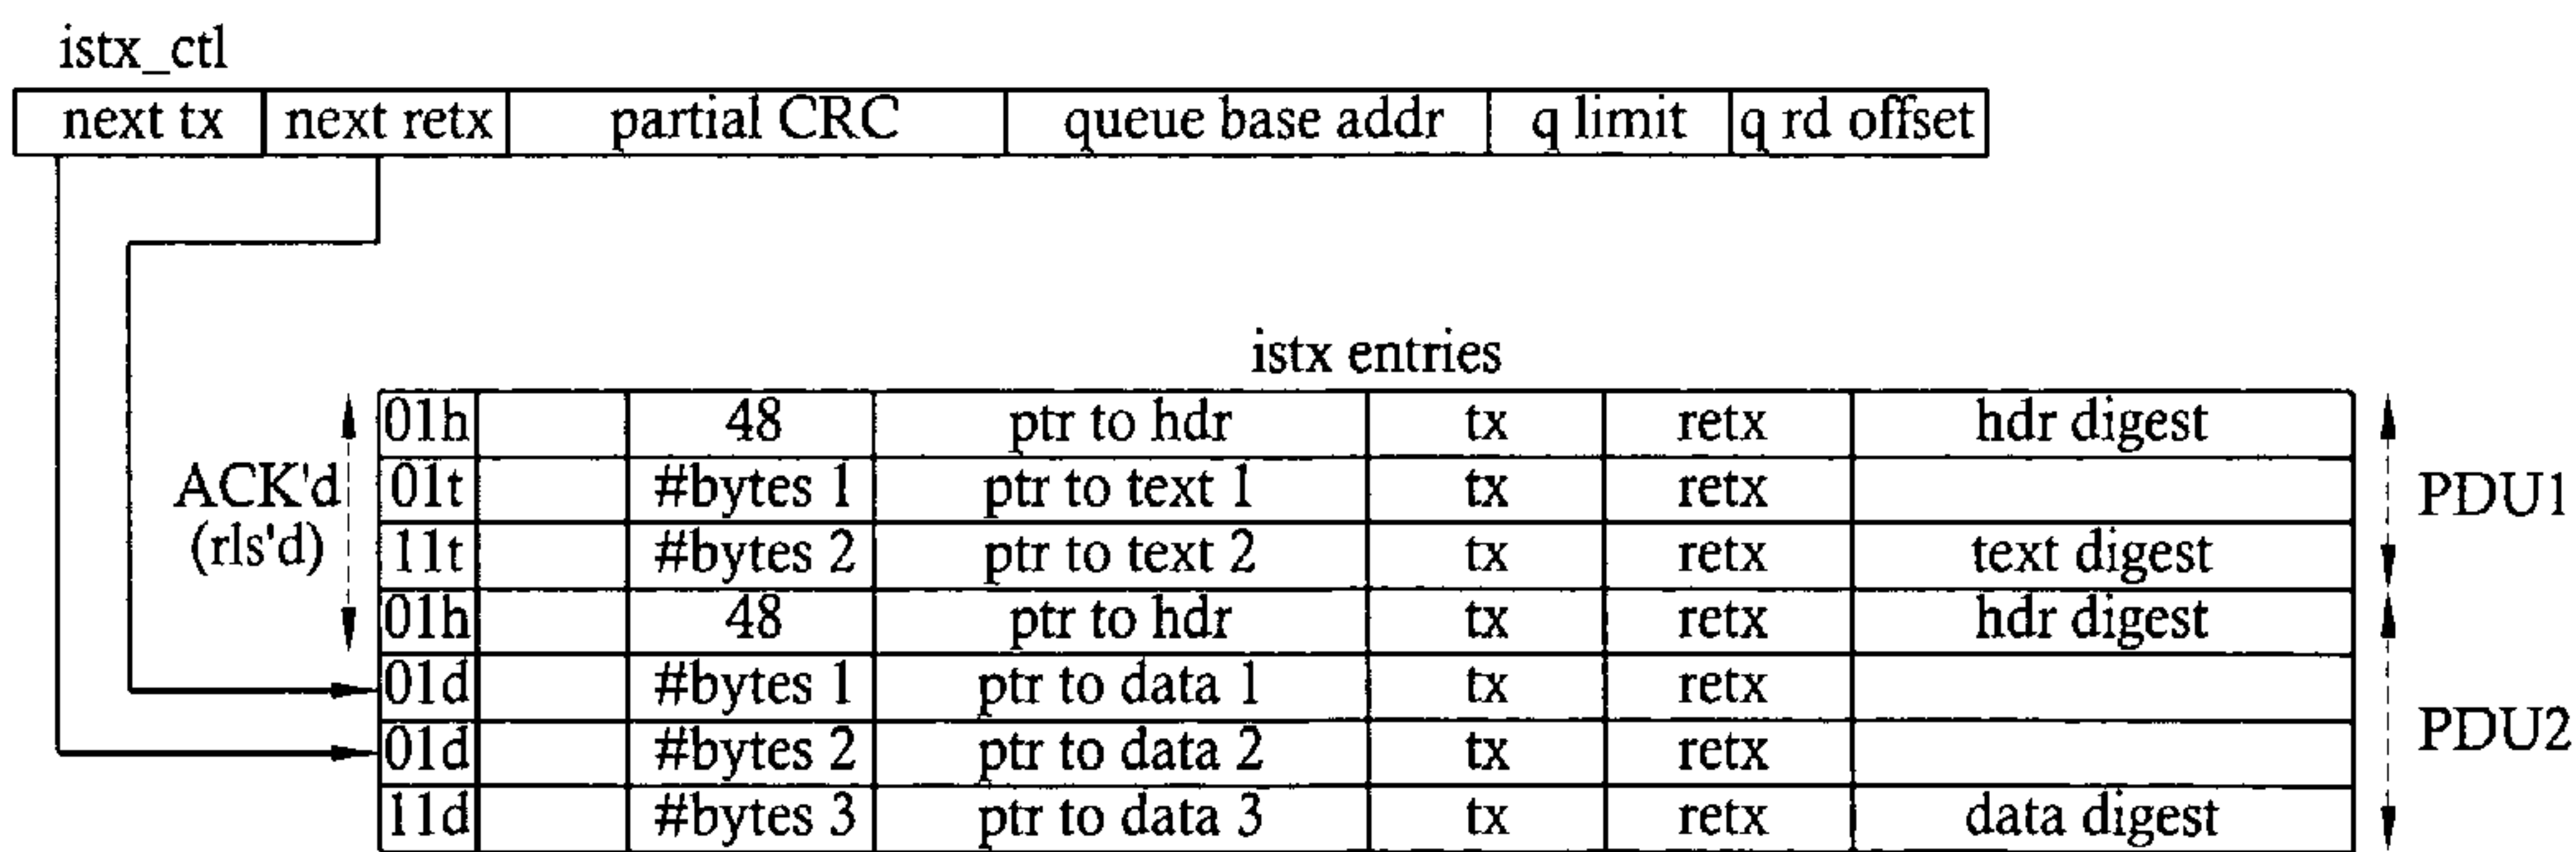 istx_ctl
next tx next retx partial CRC queue base addr q limit q rd offset
istx entries
01h 48 ptr to hdr tx retx hdr digest
01t #bytes 1 ptr to text 1 tx retx
11t #bytes 2 ptr to text 2 tx retx text digest
01h 48 ptr to hdr tx retx hdr digest
01d #bytes 1 ptr to data 1 tx retx
01d #bytes 2 ptr to data 2 tx retx
11d #bytes 3 ptr to data 3 tx retx data digest
ACK'd
(rls'd)
PDU1
PDU2